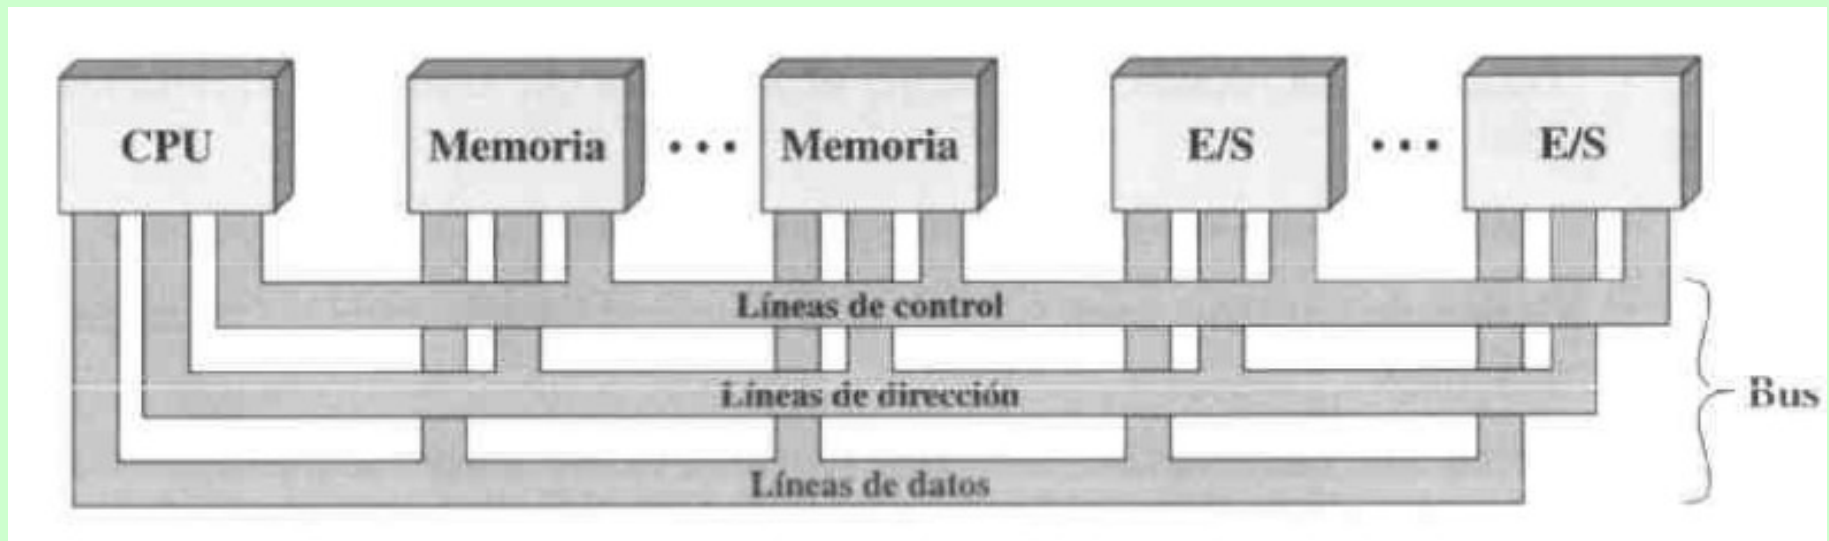 CPU
Memoria
...
Memoria
E/S
...
E/S
Líneas de control
Líneas de dirección
Líneas de datos
Bus